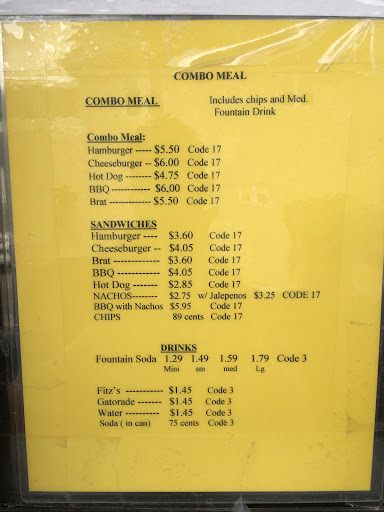 COMBO MEAL
COMBO MEAL Includes chips and Med.
Fountain Drink
Combo Meal:
Hamburger ----- $5.50 Code 17
Cheeseburger -- $6.00 Code 17
Hot Dog -------- $4.75 Code 17
BBQ ------------ $6,00 Code 17
Brat ------------ $5.50 Code 17
SANDWICHES
Hamburger ---- $3.60 Code 17
Cheeseburger -- $4.05 Code 17
Brat ------------- $3.60 Code 17
BBQ ------------ $4.05 Code 17
Hot Dog ------- $2.85 Code 17
NACHOS-------- $2.75 w/ Jalepenos $3.25 CODE 17
BBQ with Nachos $5.95 Code 17
CHIPS 89 cents Code 17
DRINKS
Fountain Soda 1.29 1.49 1.59 1.79 Code 3
Mini sm med Lg
Fitz's ----------- $1.45 Code 3
Gatorade ------- $1.45 Code 3
Water ---------- $1.45 Code 3
Soda ( in can) 75 cents Code 3